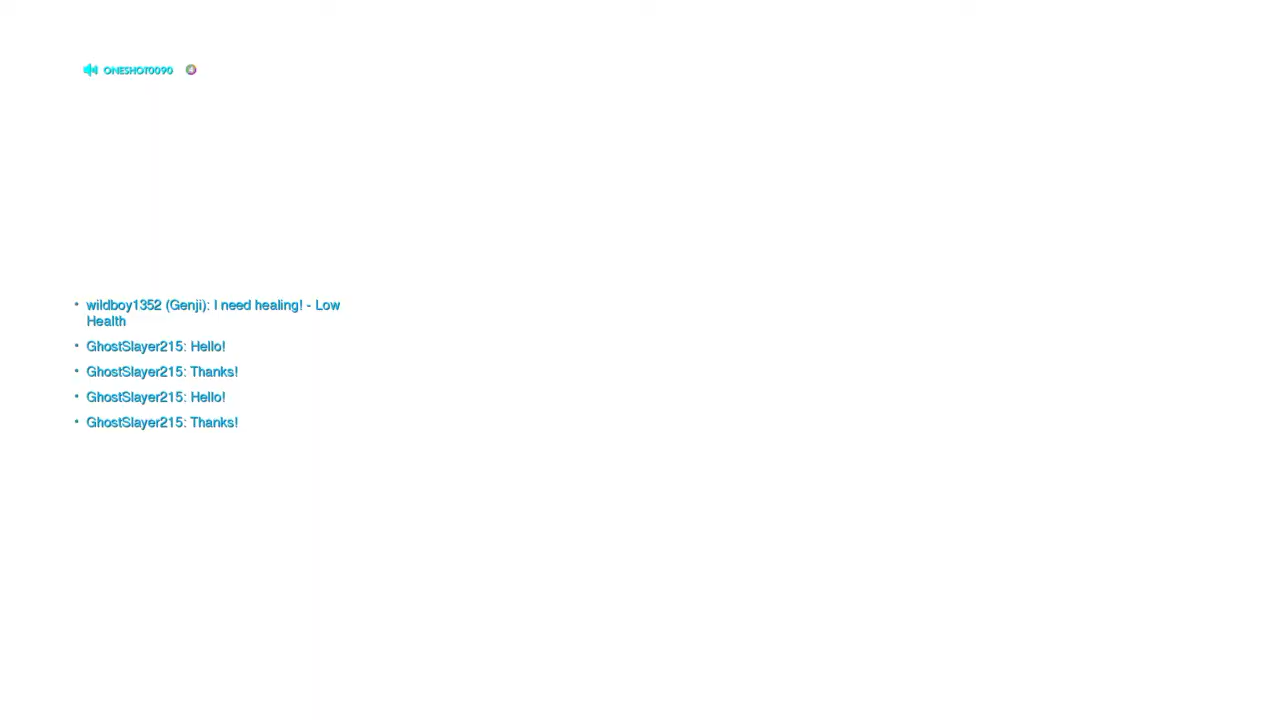 ONESHOT0090
• wildboy1352 (Genji): I need healing! - Low
Health
• GhostSlayer215: Hello!
• GhostSlayer215: Thanks!
• GhostSlayer215: Hello!
• GhostSlayer215: Thanks!